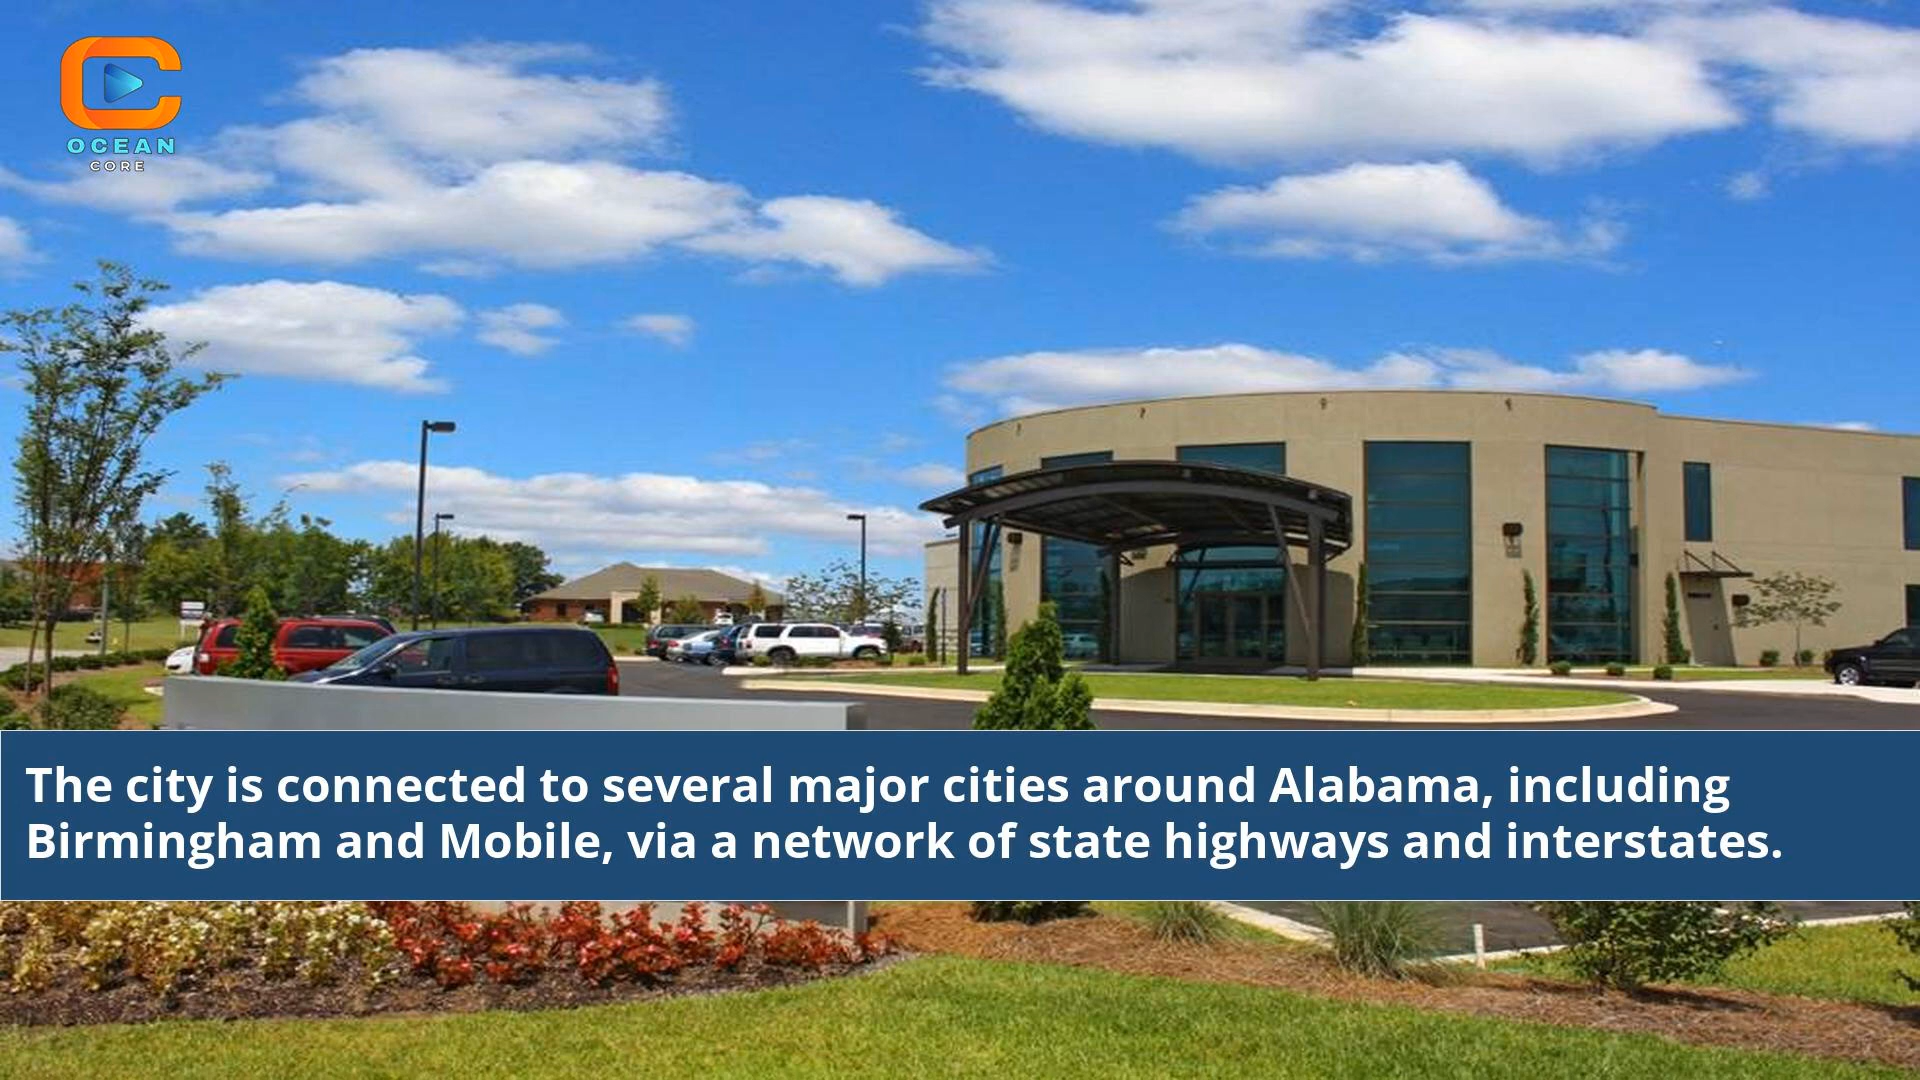 OCEAN
CORE
The city is connected to several major cities around Alabama, including
Birmingham and Mobile, via a network of state highways and interstates.